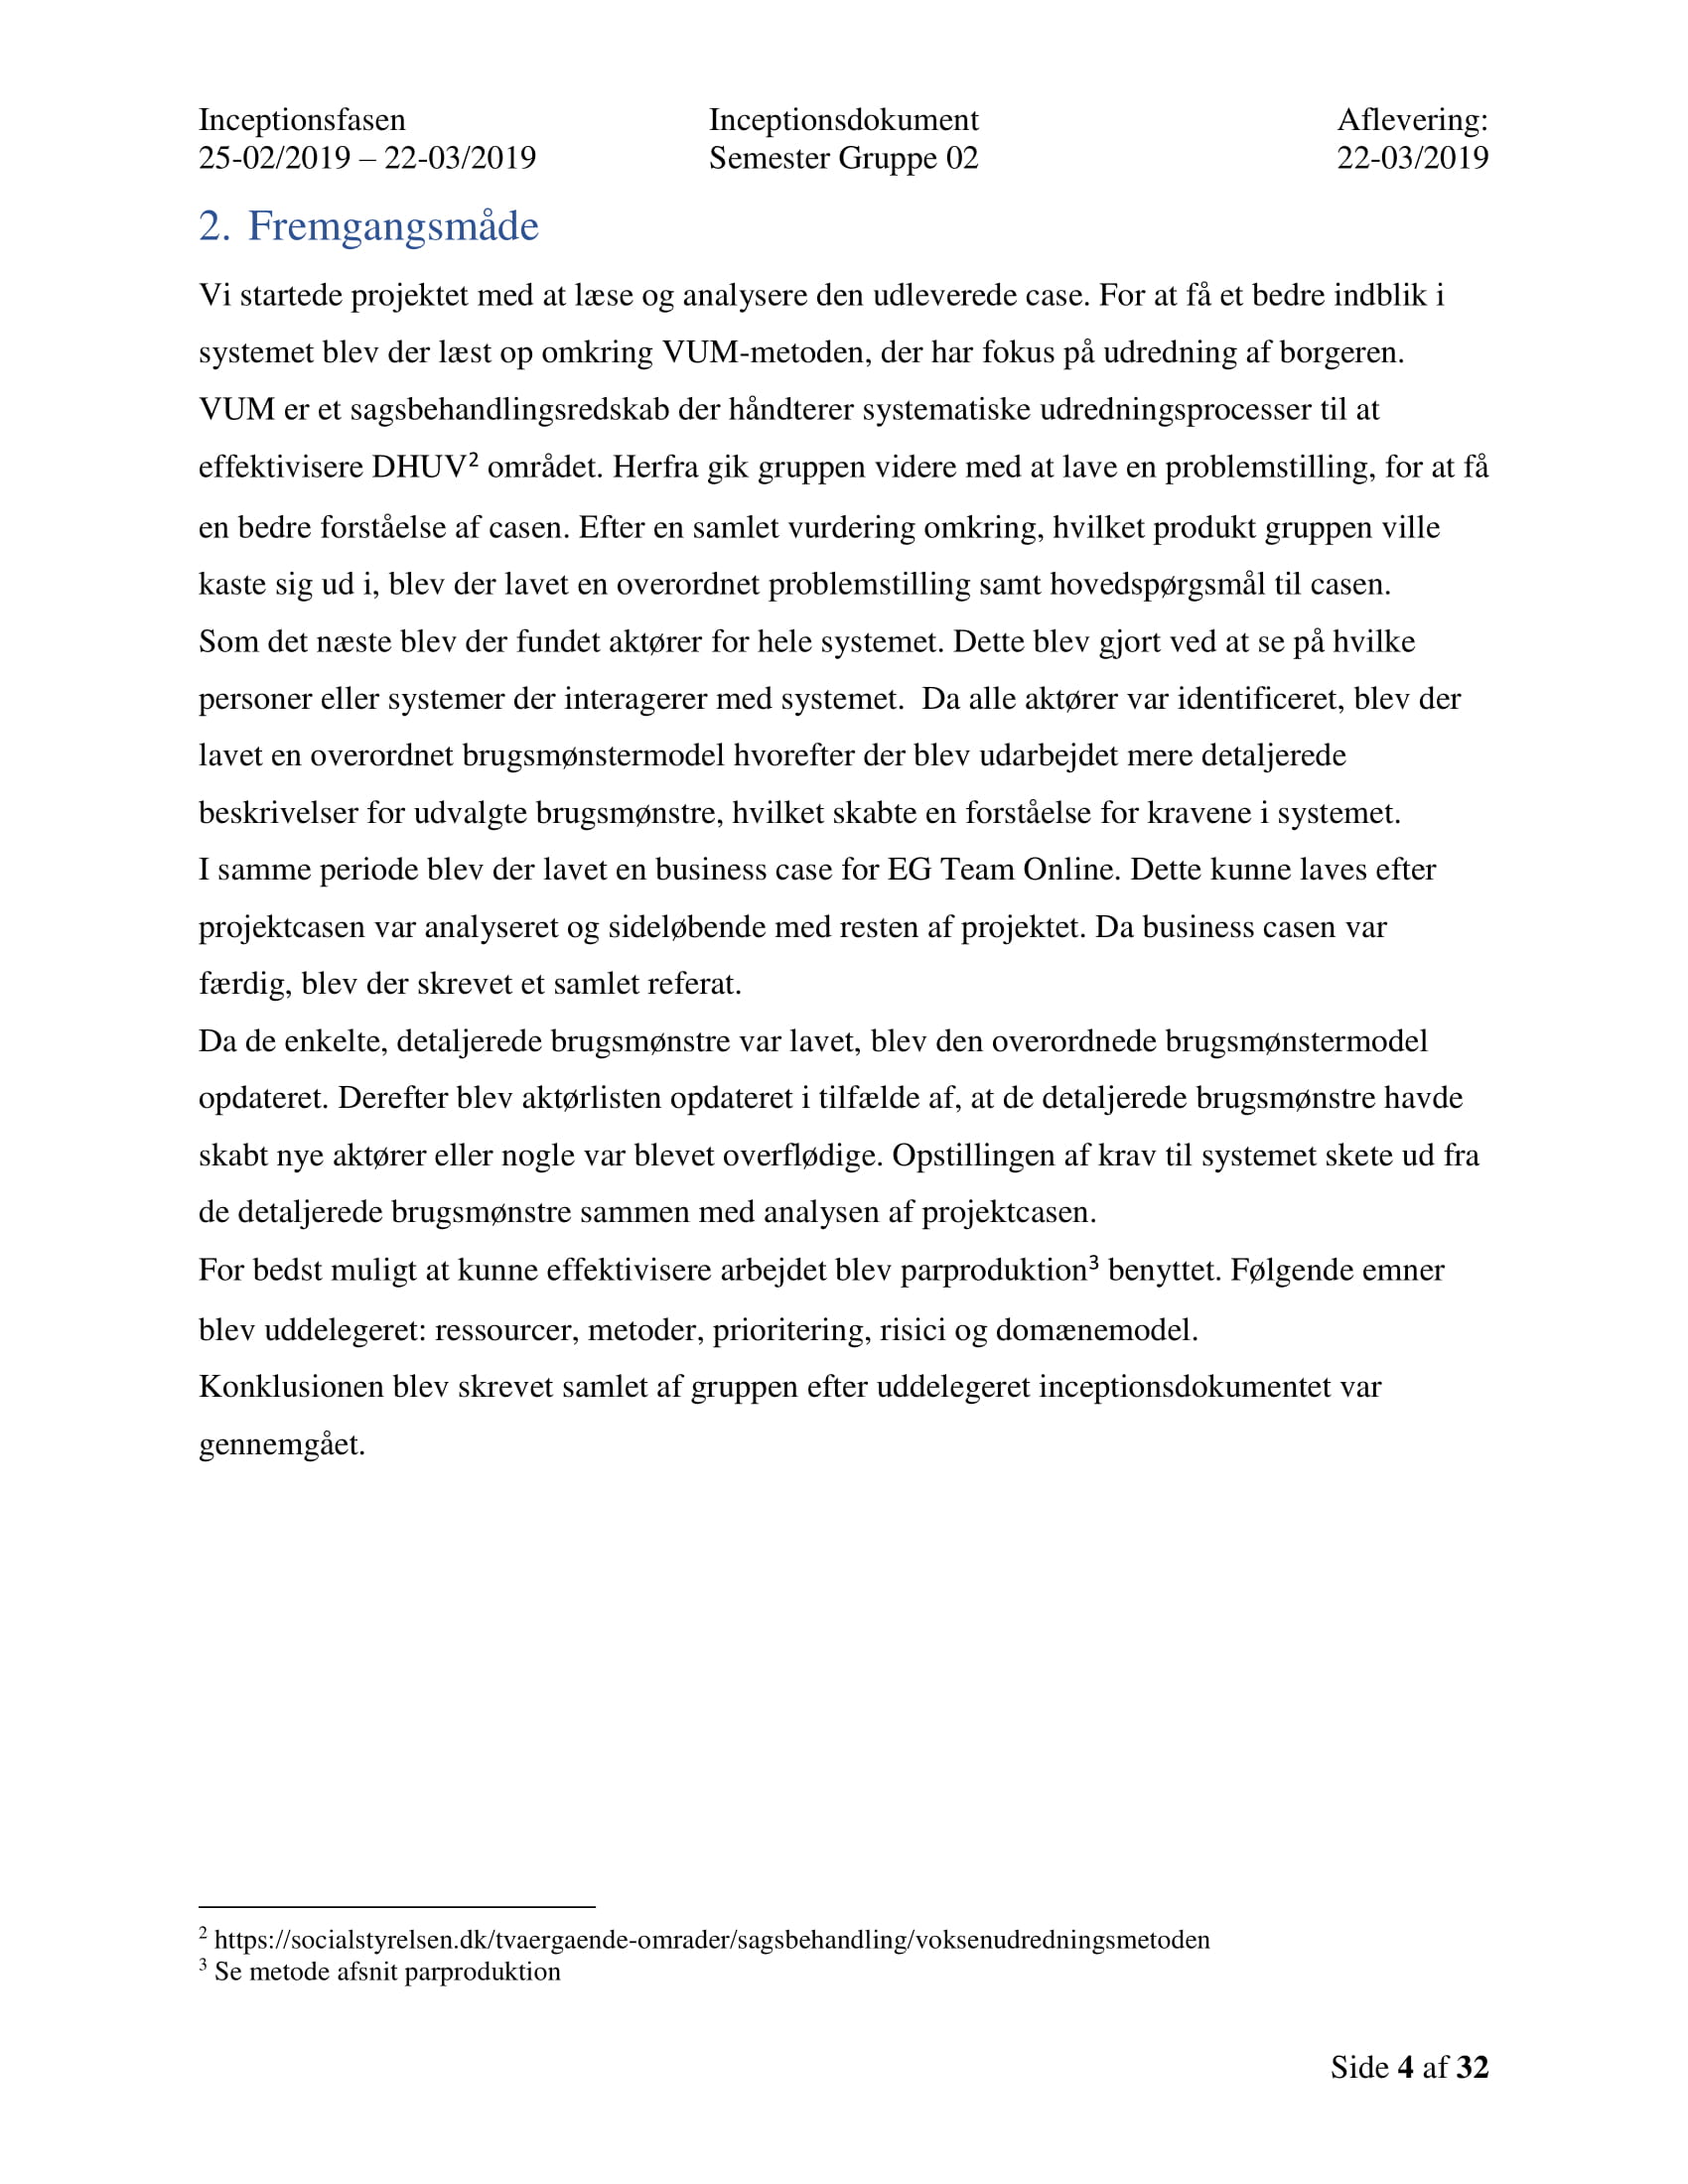 Inceptionsfasen Inceptionsdokument Aflevering:
25-02/2019 – 22-03/2019 Semester Gruppe 02 22-03/2019
2. Fremgangsmåde
Vi startede projektet med at læse og analysere den udleverede case. For at få et bedre indblik i
systemet blev der læst op omkring VUM-metoden, der har fokus på udredning af borgeren.
VUM er et sagsbehandlingsredskab der håndterer systematiske udredningsprocesser til at
effektivisere DHUV² området. Herfra gik gruppen videre med at lave en problemstilling, for at få
en bedre forståelse af casen. Efter en samlet vurdering omkring, hvilket produkt gruppen ville
kaste sig ud i, blev der lavet en overordnet problemstilling samt hovedspørgsmål til casen.
Som det næste blev der fundet aktører for hele systemet. Dette blev gjort ved at se på hvilke
personer eller systemer der interagerer med systemet.  Da alle aktører var identificeret, blev der
lavet en overordnet brugsmønstermodel hvorefter der blev udarbejdet mere detaljerede
beskrivelser for udvalgte brugsmønstre, hvilket skabte en forståelse for kravene i systemet.
I samme periode blev der lavet en business case for EG Team Online. Dette kunne laves efter
projektcasen var analyseret og sideløbende med resten af projektet. Da business casen var
færdig, blev der skrevet et samlet referat.
Da de enkelte, detaljerede brugsmønstre var lavet, blev den overordnede brugsmønstermodel
opdateret. Derefter blev aktørlisten opdateret i tilfælde af, at de detaljerede brugsmønstre havde
skabt nye aktører eller nogle var blevet overflødige. Opstillingen af krav til systemet skete ud fra
de detaljerede brugsmønstre sammen med analysen af projektcasen.
For bedst muligt at kunne effektivisere arbejdet blev parproduktion³ benyttet. Følgende emner
blev uddelegeret: ressourcer, metoder, prioritering, risici og domænemodel.
Konklusionen blev skrevet samlet af gruppen efter uddelegeret inceptionsdokumentet var
gennemgået.
² https://socialstyrelsen.dk/tvaergaende-omrader/sagsbehandling/voksenudredningsmetoden
³ Se metode afsnit parproduktion
Side 4 af 32